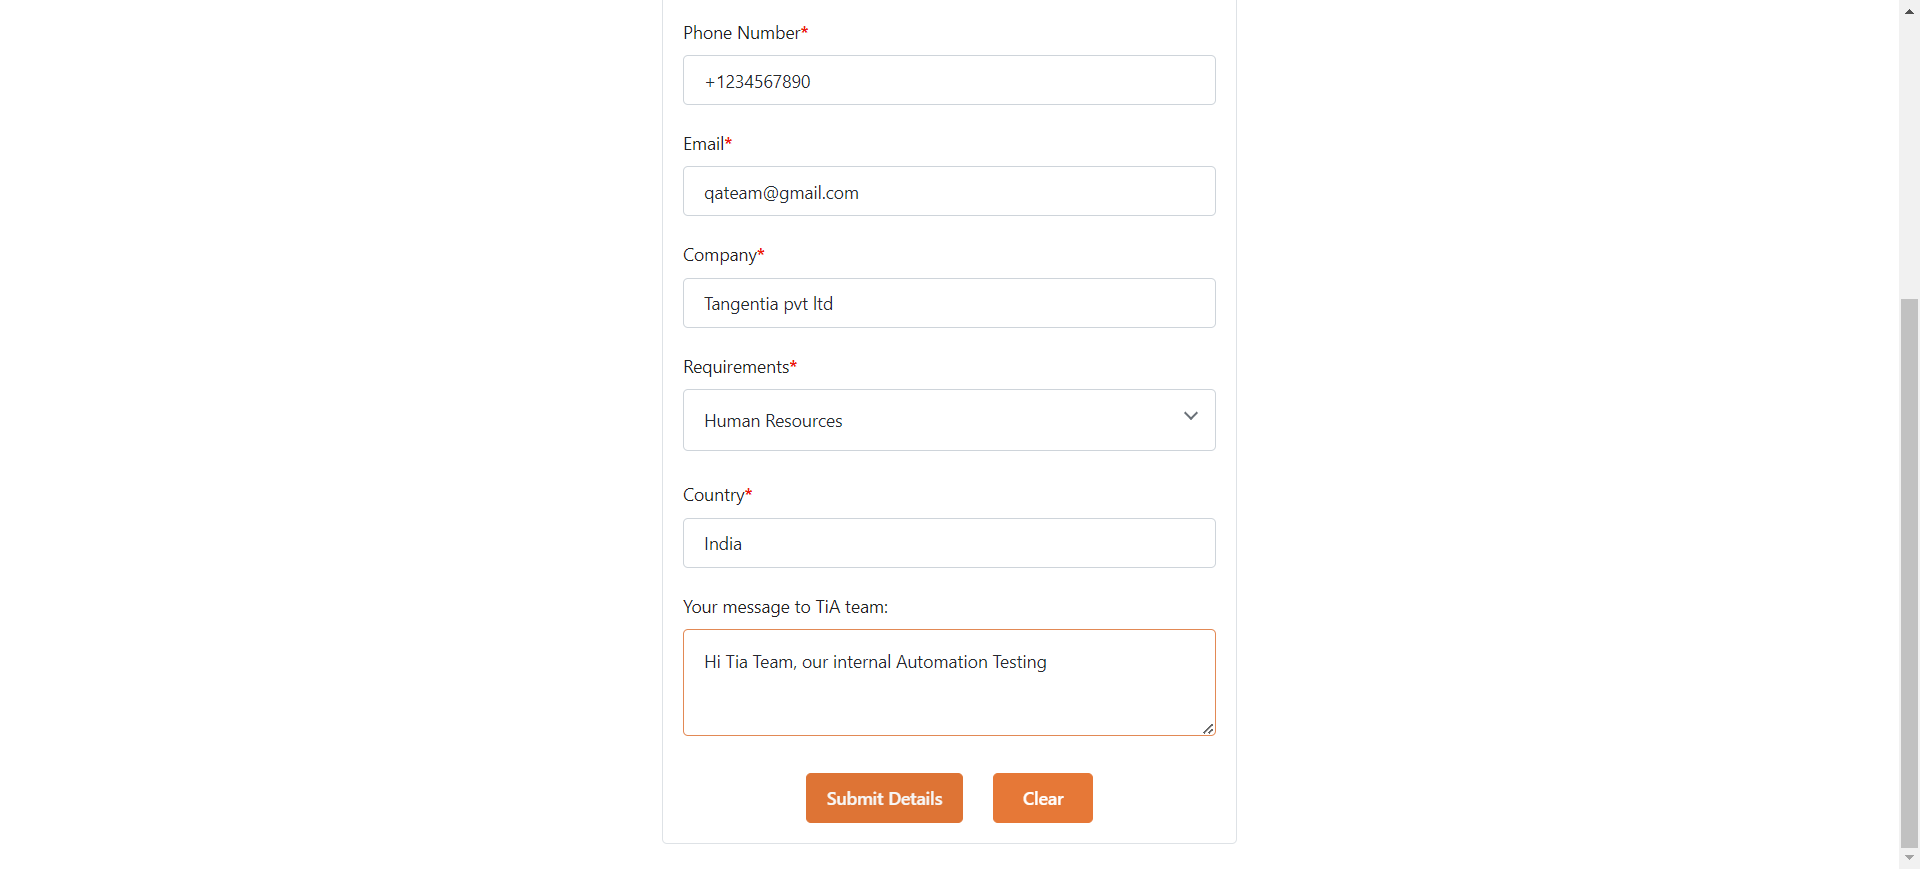 Phone Number*
+1234567890
Email*
qateam@gmail.com
Company*
Tangentia pvt ltd
Requirements*
Human Resources
Country*
India
Your message to TiA team:
Hi Tia Team, our internal Automation Testing
Submit Details
Clear